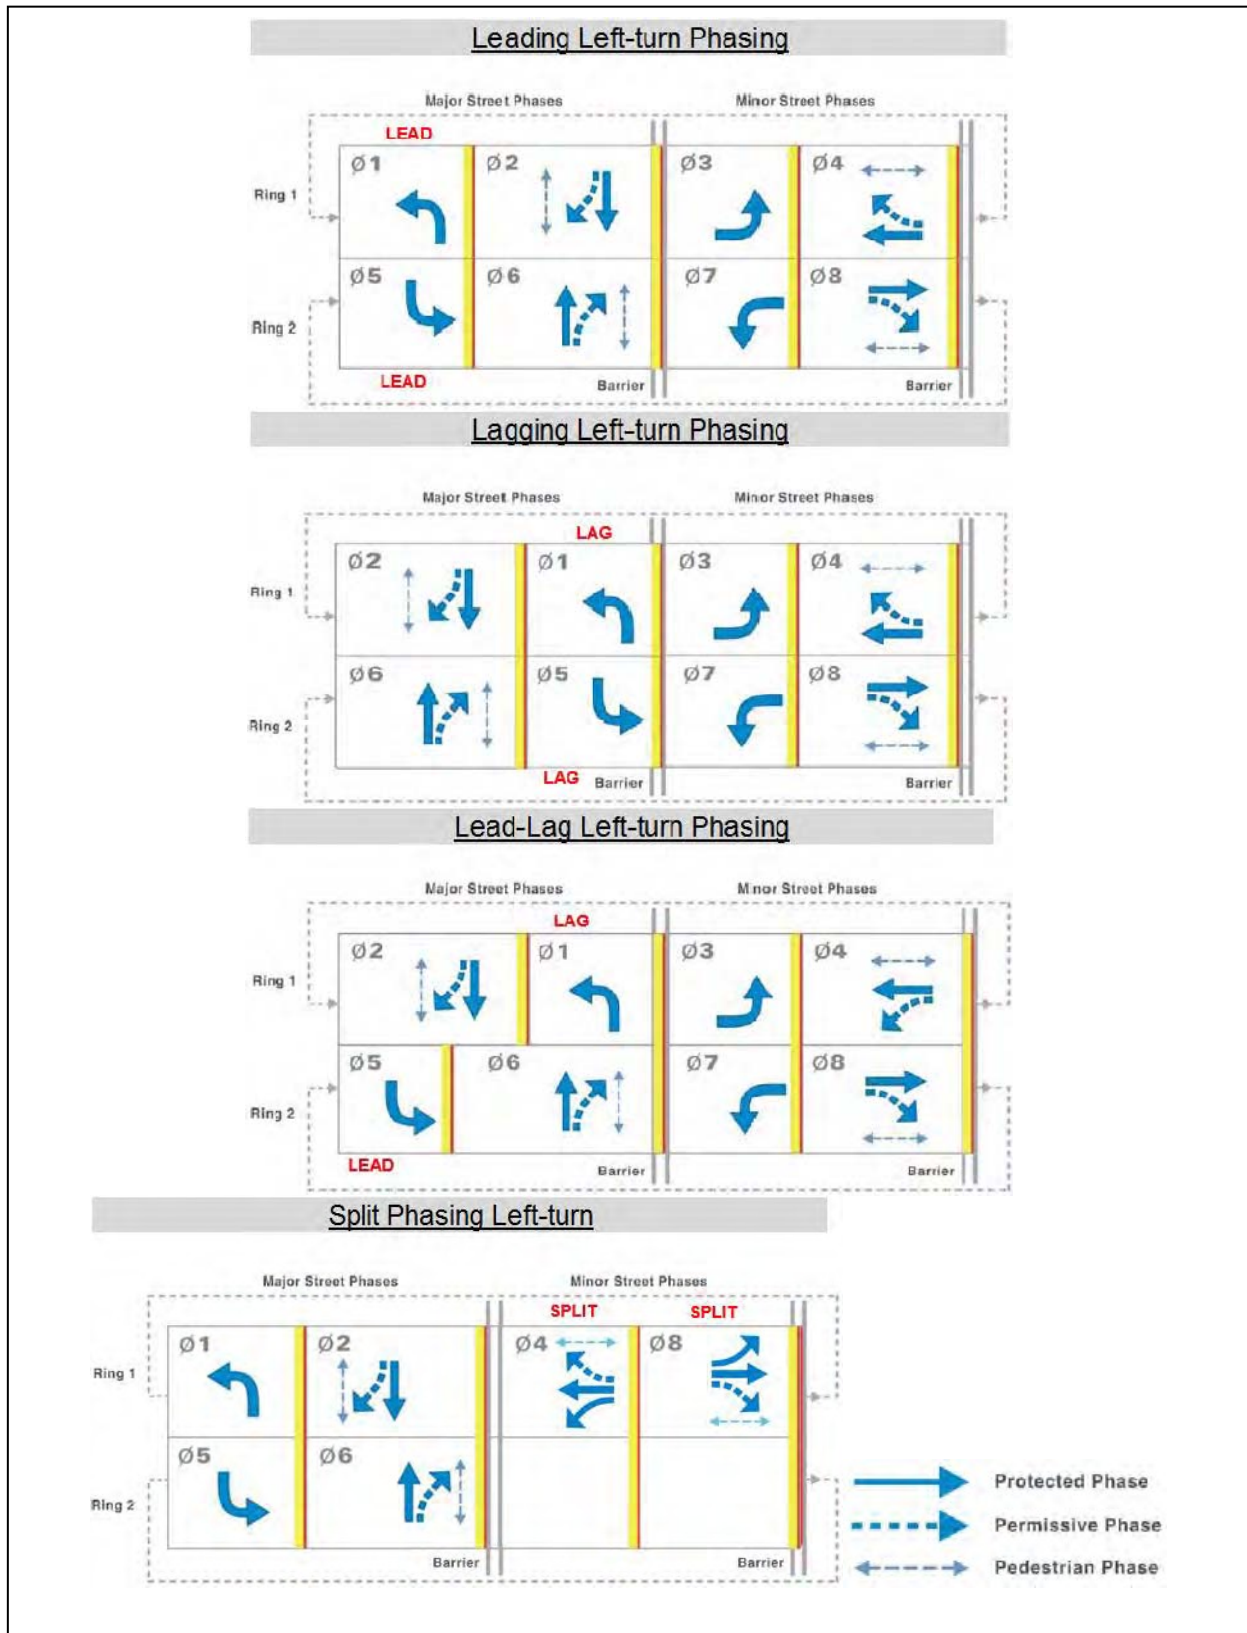 Leading Left-turn Phasing
Major Street Phases Minor Street Phases
LEAD
Ø1 Ø2 Ø3 Ø4
Ring 1
Ø5 Ø6 Ø7 Ø8
Ring 2
LEAD Barrier Barrier
Lagging Left-turn Phasing
Major Street Phases Minor Street Phases
LAG
Ø2 Ø1 Ø3 Ø4
Ring 1
Ø6 Ø5 Ø7 Ø8
Ring 2
LAG Barrier Barrier
Lead-Lag Left-turn Phasing
Major Street Phases Minor Street Phases
LAG
Ø2 Ø1 Ø3 Ø4
Ring 1
Ø5 Ø6 Ø7 Ø8
Ring 2
LEAD Barrier Barrier
Split Phasing Left-turn
Major Street Phases Minor Street Phases
SPLIT SPLIT
Ø1 Ø2 Ø4 Ø8
Ring 1
Ø5 Ø6
Ring 2
Barrier Barrier
Protected Phase
Permissive Phase
Pedestrian Phase